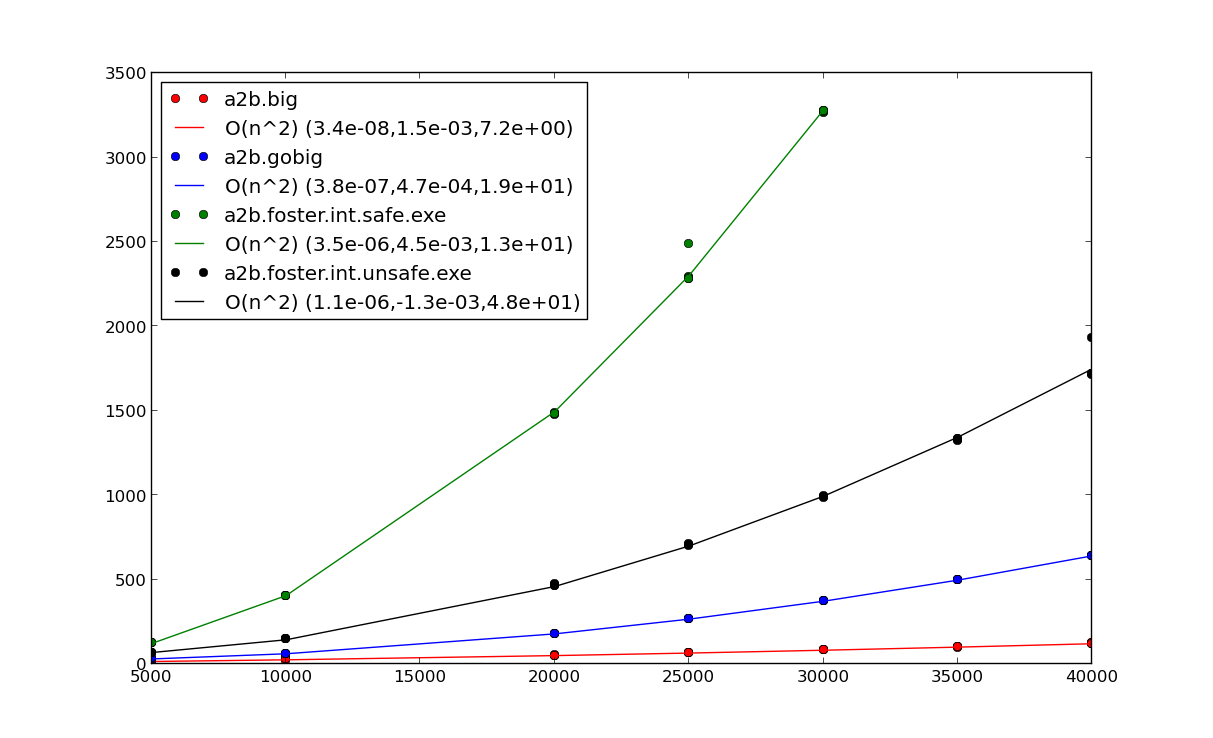 3500
3000
2500
2000
1500
1000
500
0
a2b.big
O(n^2) (3.4e-08,1.5e-03,7.2e+00)
a2b.gobig
O(n^2) (3.8e-07,4.7e-04,1.9e+01)
a2b.foster.int.safe.exe
O(n^2) (3.5e-06,4.5e-03,1.3e+01)
a2b.foster.int.unsafe.exe
O(n^2) (1.1e-06,-1.3e-03,4.8e+01)
5000 10000 15000 20000 25000 30000 35000 40000